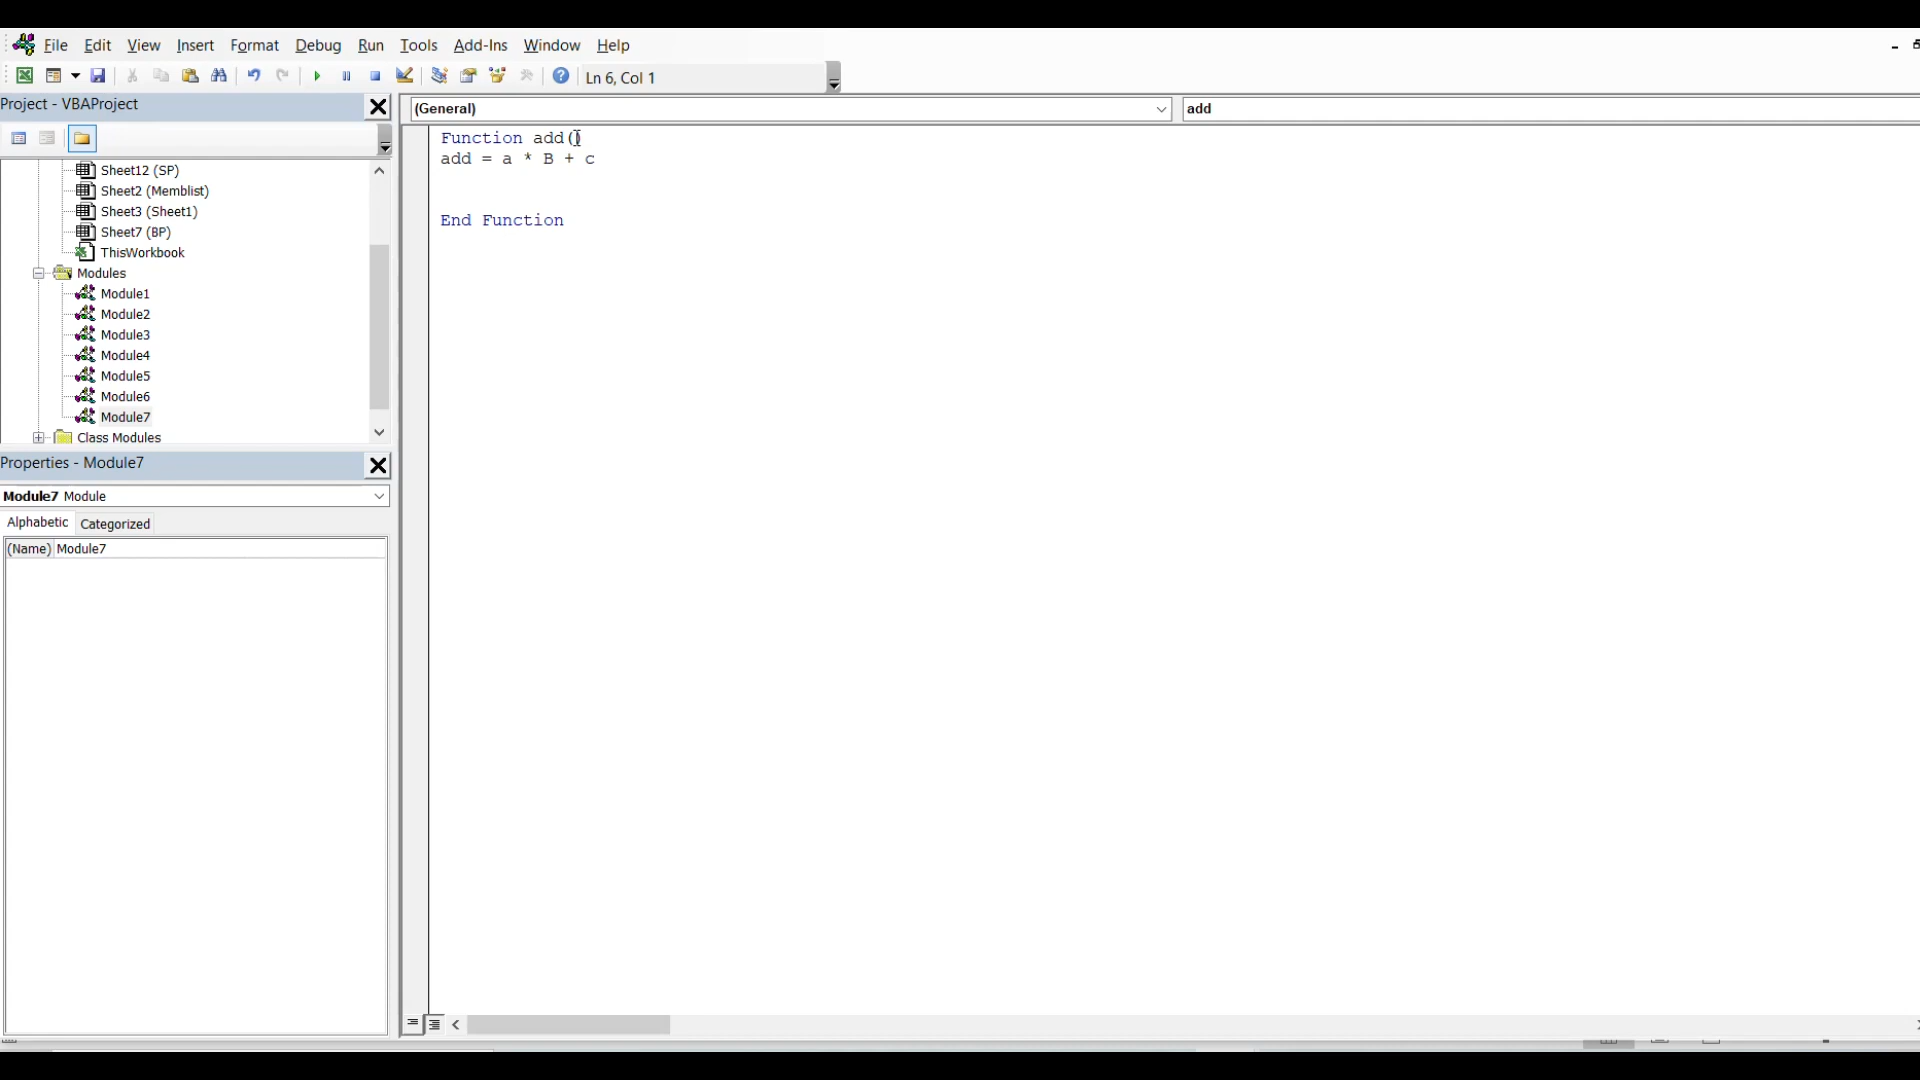 File Edit View Insert Format Debug Run Tools Add-Ins Window Help
Ln 6, Col 1
Project - VBAProject
(General)
add
Function add()
add = a * B + c
End Function
Sheet12 (SP)
Sheet2 (Memblist)
Sheet3 (Sheet1)
Sheet7 (BP)
ThisWorkbook
Modules
Module1
Module2
Module3
Module4
Module5
Module6
Module7
Class Modules
Properties - Module7
Module7 Module
Alphabetic Categorized
(Name) Module7